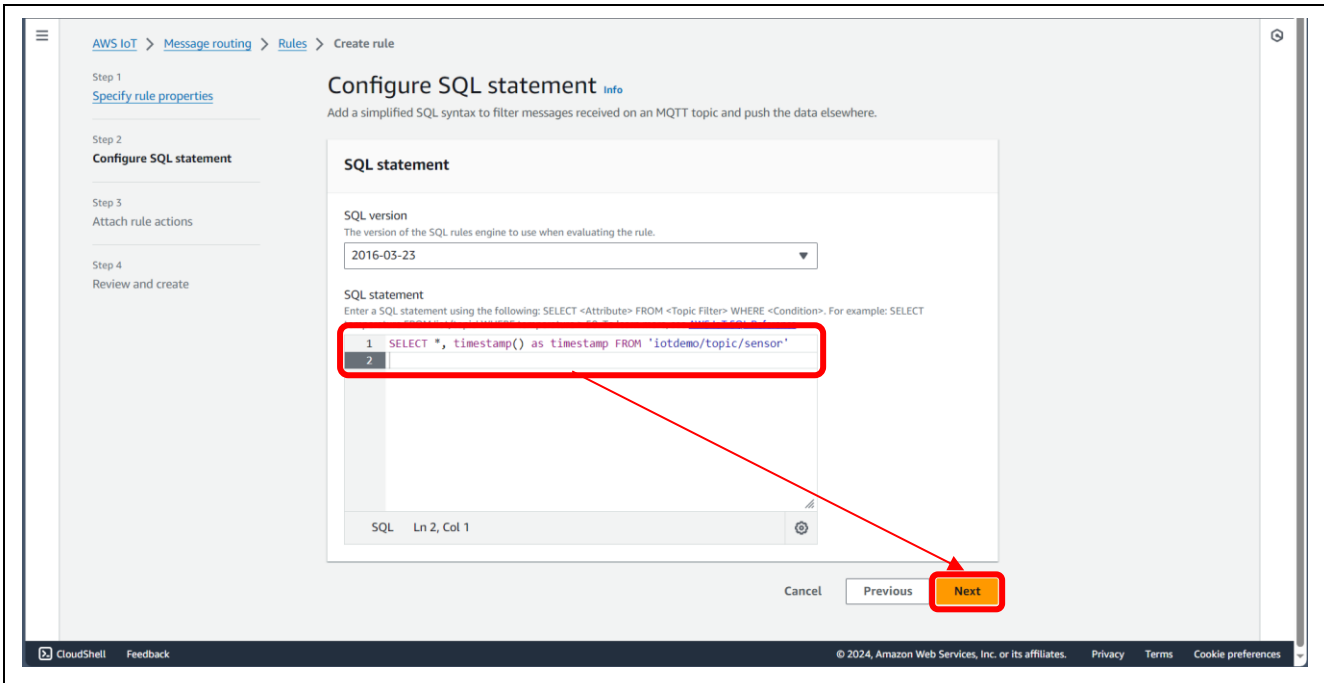 AWS IoT > Message routing > Rules > Create rule
Step 1
Specify rule properties
Step 2
Configure SQL statement
Step 3
Attach rule actions
Step 4
Review and create
Configure SQL statement Info
Add a simplified SQL syntax to filter messages received on an MQTT topic and push the data elsewhere.
SQL statement
SQL version
The version of the SQL rules engine to use when evaluating the rule.
2016-03-23
SQL statement
Enter a SQL statement using the following: SELECT <Attribute> FROM <Topic Filter> WHERE <Condition>. For example: SELECT
1 SELECT *, timestamp() as timestamp FROM 'iotdemo/topic/sensor'
2
SQL Ln 2, Col 1
Cancel Previous Next
CloudShell Feedback © 2024, Amazon Web Services, Inc. or its affiliates. Privacy Terms Cookie preferences